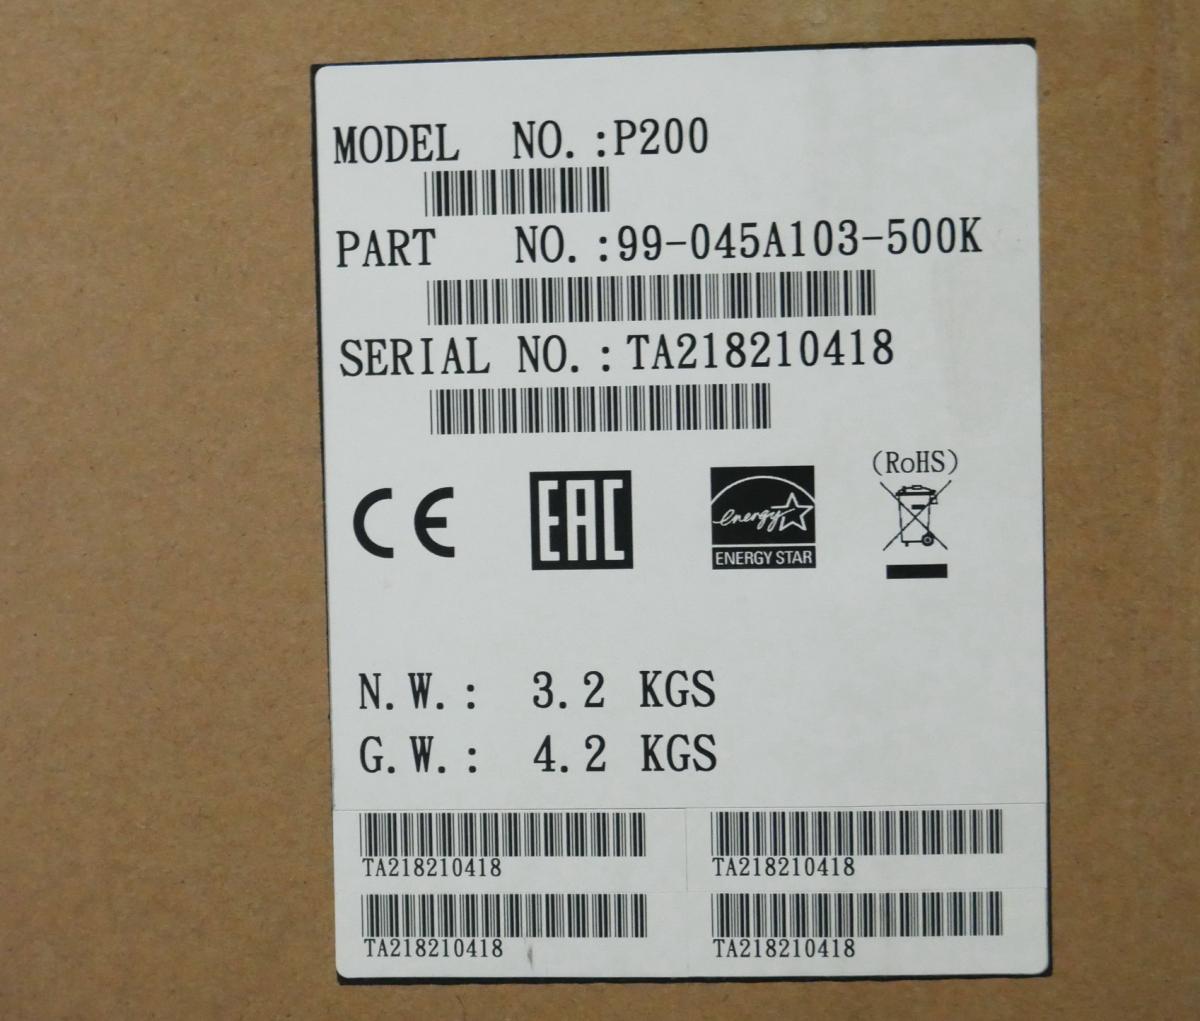 MODEL NO.:P200
PART NO.:99-045A103-500K
SERIAL NO.:TA218210418
(RoHS)
CE EAC energy
ENERGY STAR
N.W.: 3.2 KGS
G.W.: 4.2 KGS
TA218210418 TA218210418
TA218210418 TA218210418